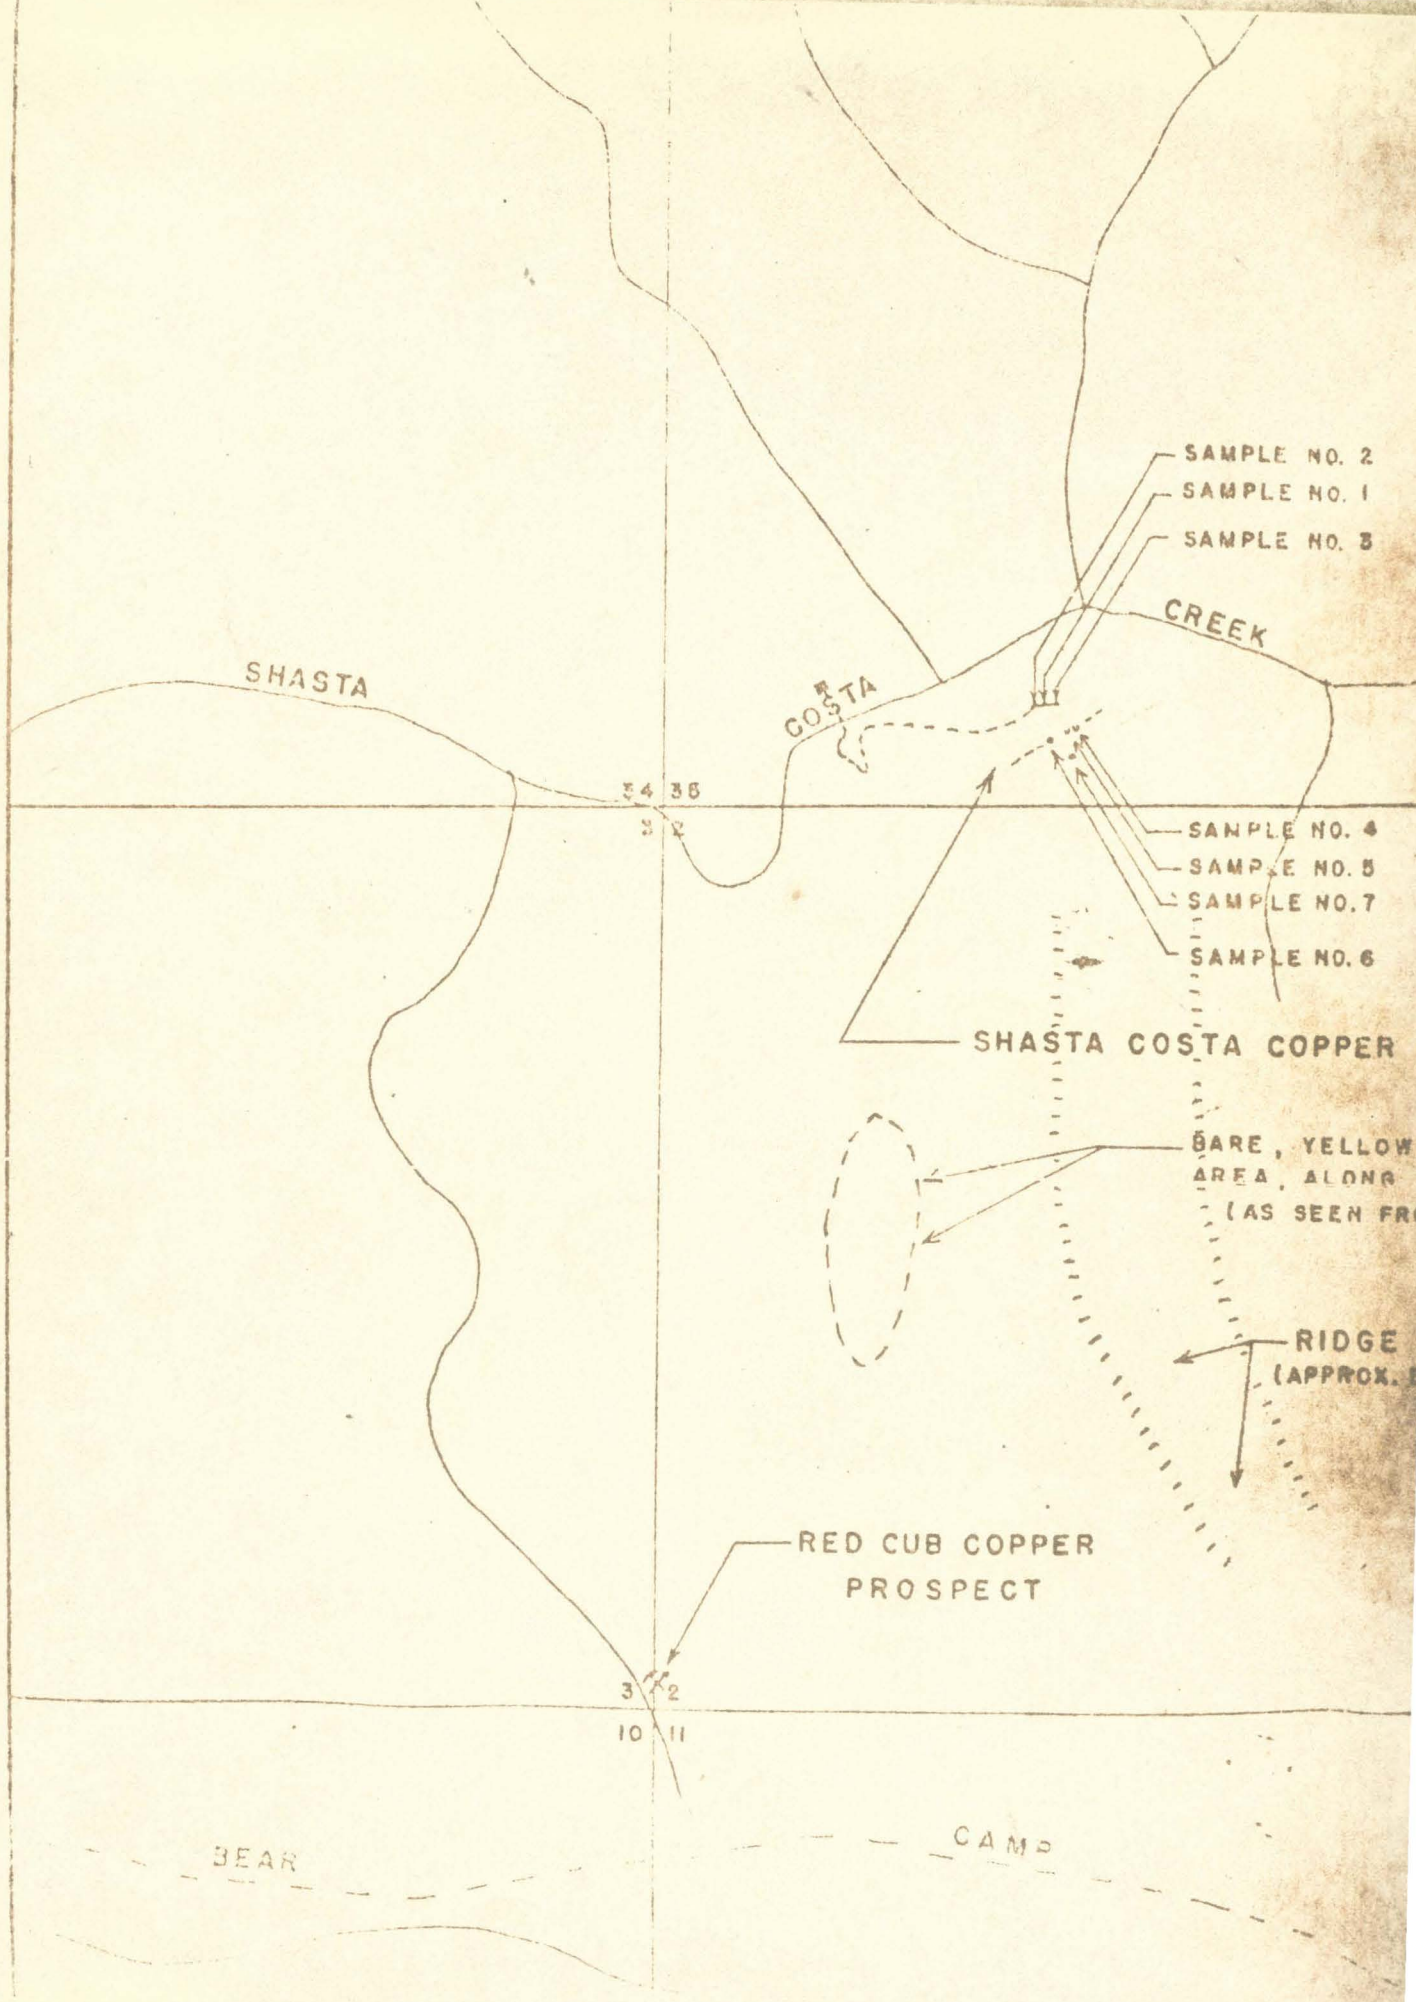 SAMPLE NO. 2
SAMPLE NO. 1
SAMPLE NO. 3
CREEK
SHASTA
COSTA
34 35
3 2
SAMPLE NO. 4
SAMPLE NO. 5
SAMPLE NO. 7
SAMPLE NO. 6
SHASTA COSTA COPPER
BARE, YELLOW
AREA, ALONG
(AS SEEN FRO
RIDGE
(APPROX.
RED CUB COPPER
PROSPECT
3 2
10 11
BEAR
CAMP